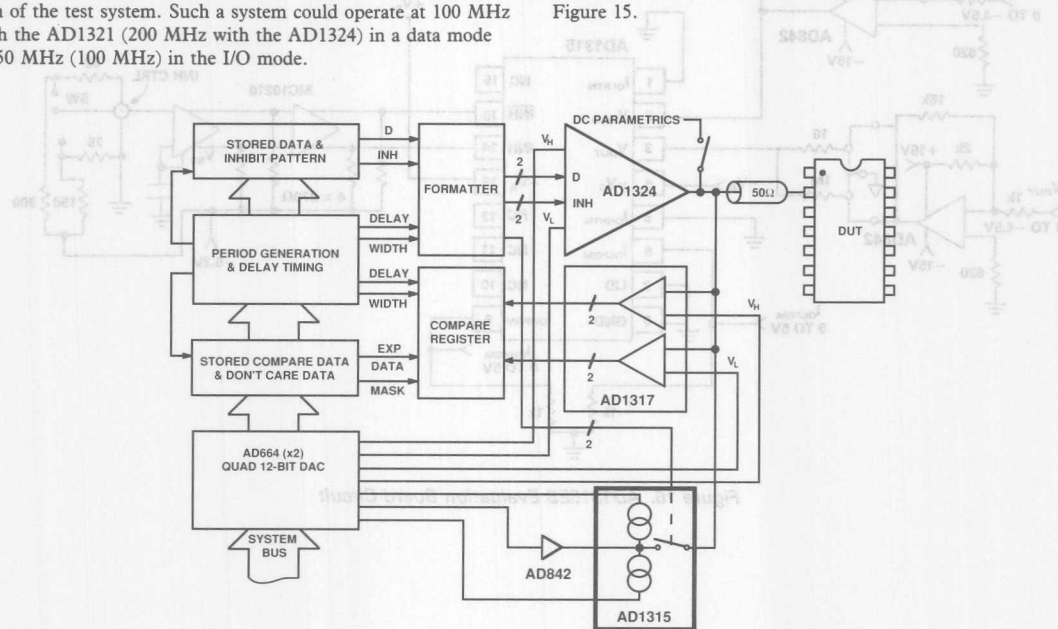 n of the test system. Such a system could operate at 100 MHz
h the AD1321 (200 MHz with the AD1324) in a data mode
50 MHz (100 MHz) in the I/O mode.
Figure 15.
STORED DATA &
INHIBIT PATTERN
D
INH
FORMATTER
2
2
VH
D
INH
VL
AD1324
DC PARAMETRICS
50Ω
DUT
PERIOD GENERATION
& DELAY TIMING
DELAY
WIDTH
DELAY
WIDTH
COMPARE
REGISTER
2
2
VH
VL
AD1317
STORED COMPARE DATA
& DON'T CARE DATA
EXP
DATA
MASK
2
AD664 (x2)
QUAD 12-BIT DAC
SYSTEM
BUS
AD842
I
AD1315